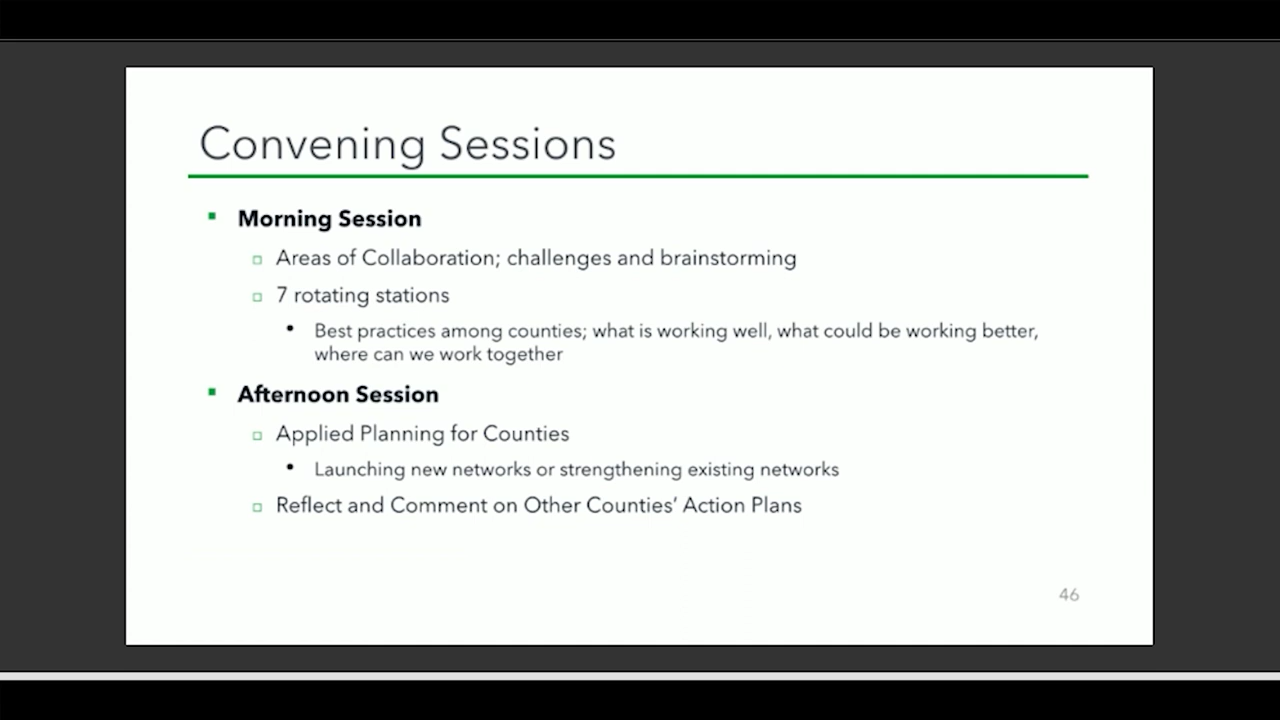 Convening Sessions
Morning Session
Areas of Collaboration; challenges and brainstorming
7 rotating stations
Best practices among counties; what is working well, what could be working better,
where can we work together
Afternoon Session
Applied Planning for Counties
Launching new networks or strengthening existing networks
Reflect and Comment on Other Counties’ Action Plans
46